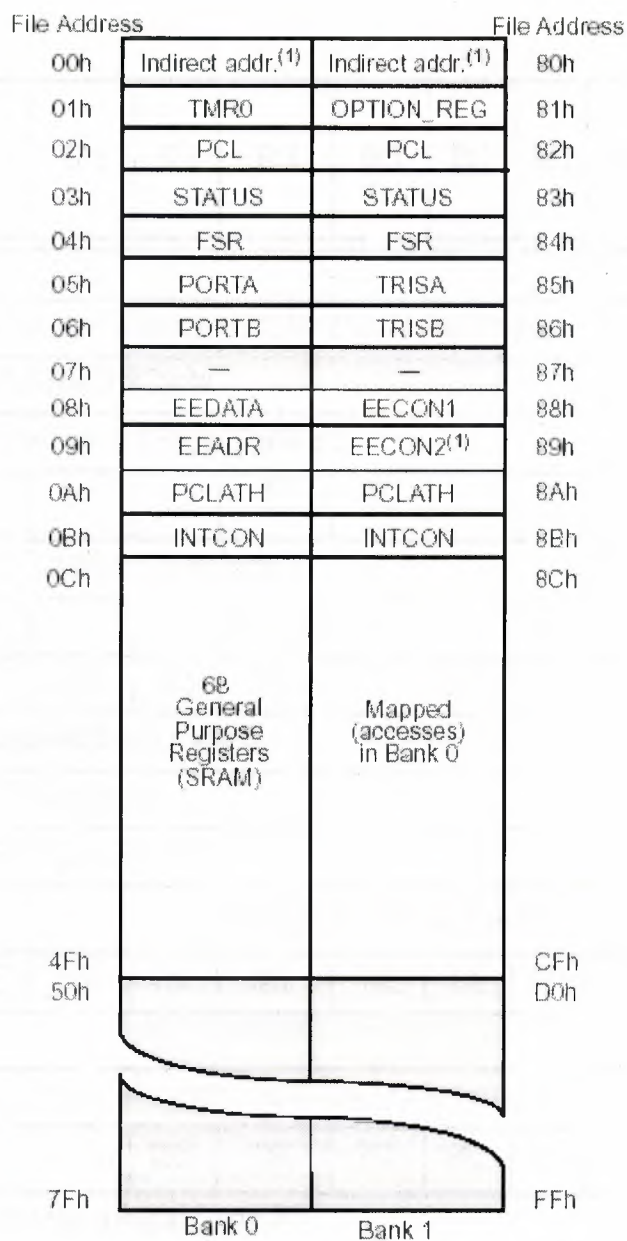 File Address File Address
00h Indirect addr.(1) Indirect addr.(1) 80h
01h TMR0 OPTION_REG 81h
02h PCL PCL 82h
03h STATUS STATUS 83h
04h FSR FSR 84h
05h PORTA TRISA 85h
06h PORTB TRISB 86h
07h — — 87h
08h EEDATA EECON1 88h
09h EEADR EECON2(1) 89h
0Ah PCLATH PCLATH 8Ah
0Bh INTCON INTCON 8Bh
0Ch 8Ch
68
General
Purpose
Registers
(SRAM)
Mapped
(accesses)
in Bank 0
4Fh CFh
50h D0h
7Fh FFh
Bank 0 Bank 1